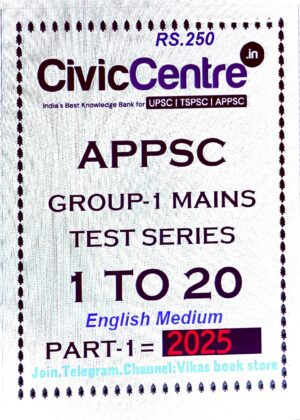 RS.250
CivicCentre.in
India's Best Knowledge Bank for UPSC | TSPSC | APPSC
APPSC
GROUP-1 MAINS
TEST SERIES
1 TO 20
English Medium
PART-1= 2025
Join.Telegram.Channel:Vikas book store